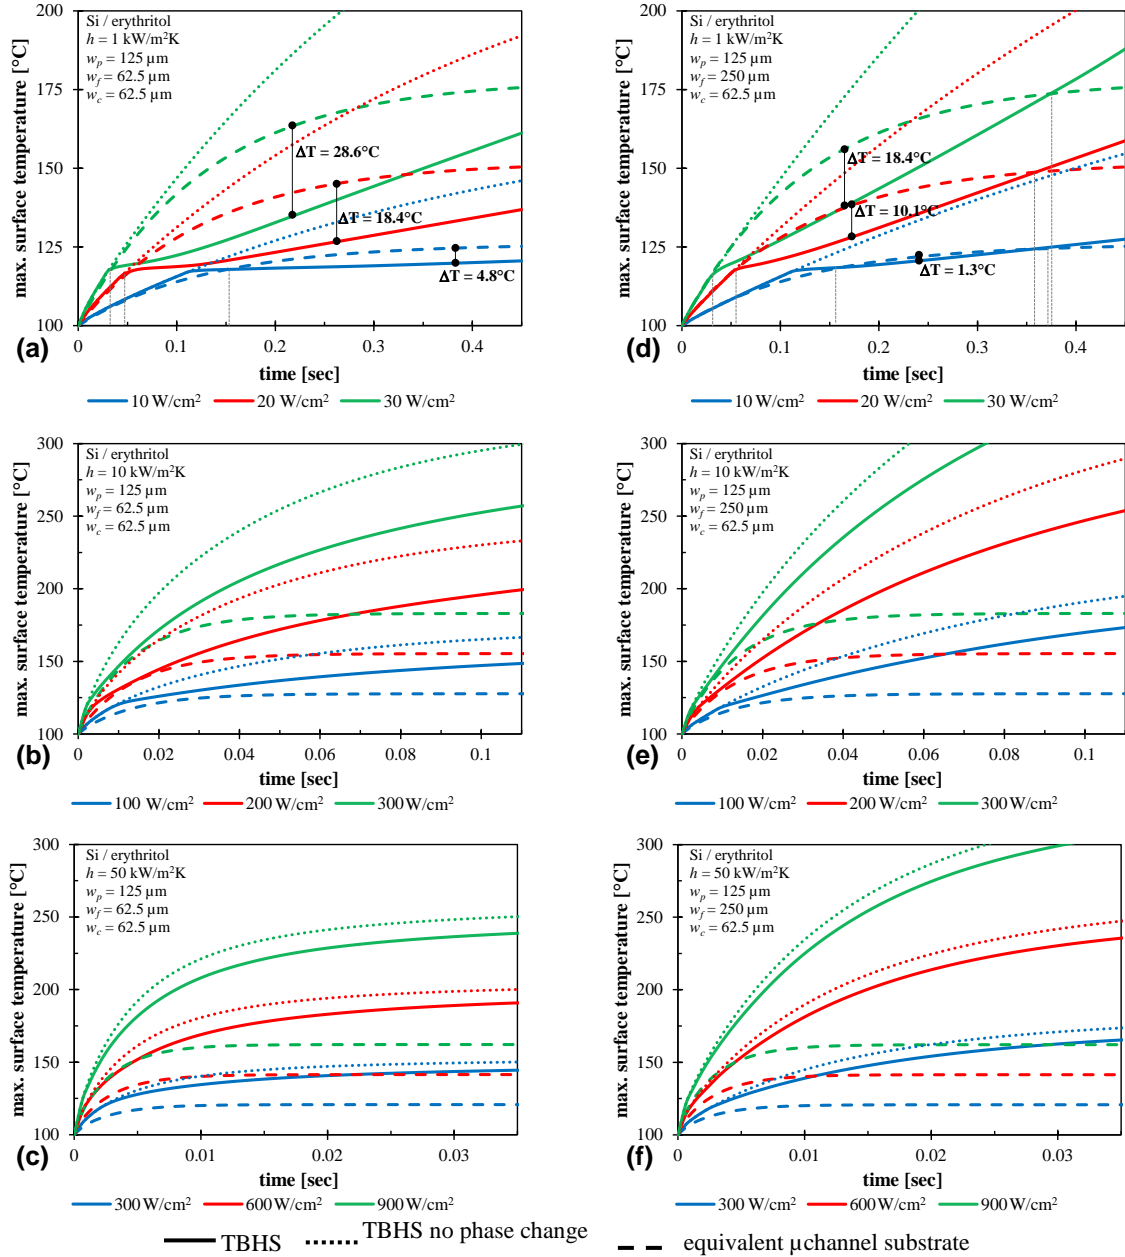 max. surface temperature [°C]
200
175
150
125
100
Si / erythritol
h = 1 kW/m²K
w_p = 125 µm
w_f = 62.5 µm
w_c = 62.5 µm
ΔT = 28.6°C
ΔT = 18.4°C
ΔT = 4.8°C
0 0.1 0.2 0.3 0.4
(a)
time [sec]
10 W/cm² 20 W/cm² 30 W/cm²
max. surface temperature [°C]
200
175
150
125
100
Si / erythritol
h = 1 kW/m²K
w_p = 125 µm
w_f = 250 µm
w_c = 62.5 µm
ΔT = 18.4°C
ΔT = 10.1°C
ΔT = 1.3°C
0 0.1 0.2 0.3 0.4
(d)
time [sec]
10 W/cm² 20 W/cm² 30 W/cm²
max. surface temperature [°C]
300
250
200
150
100
Si / erythritol
h = 10 kW/m²K
w_p = 125 µm
w_f = 62.5 µm
w_c = 62.5 µm
0 0.02 0.04 0.06 0.08 0.1
(b)
time [sec]
100 W/cm² 200 W/cm² 300 W/cm²
max. surface temperature [°C]
300
250
200
150
100
Si / erythritol
h = 10 kW/m²K
w_p = 125 µm
w_f = 250 µm
w_c = 62.5 µm
0 0.02 0.04 0.06 0.08 0.1
(e)
time [sec]
100 W/cm² 200 W/cm² 300 W/cm²
max. surface temperature [°C]
300
250
200
150
100
Si / erythritol
h = 50 kW/m²K
w_p = 125 µm
w_f = 62.5 µm
w_c = 62.5 µm
0 0.01 0.02 0.03
(c)
time [sec]
300 W/cm² 600 W/cm² 900 W/cm²
max. surface temperature [°C]
300
250
200
150
100
Si / erythritol
h = 50 kW/m²K
w_p = 125 µm
w_f = 250 µm
w_c = 62.5 µm
0 0.01 0.02 0.03
(f)
time [sec]
300 W/cm² 600 W/cm² 900 W/cm²
TBHS TBHS no phase change equivalent µchannel substrate